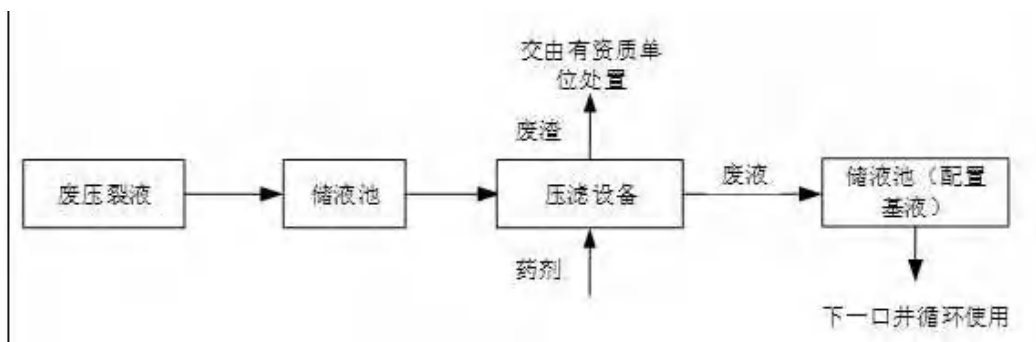 交由有资质单
位处置
废渣
废压裂液
储液池
压滤设备
废液
储液池（配置
基液）
药剂
下一口井循环使用